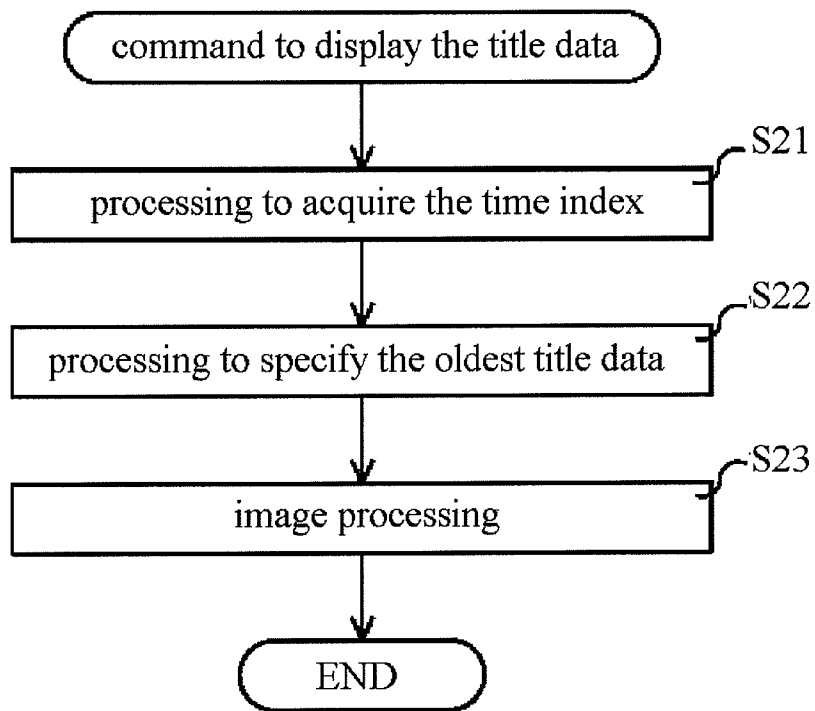 command to display the title data
S21
processing to acquire the time index
S22
processing to specify the oldest title data
S23
image processing
END